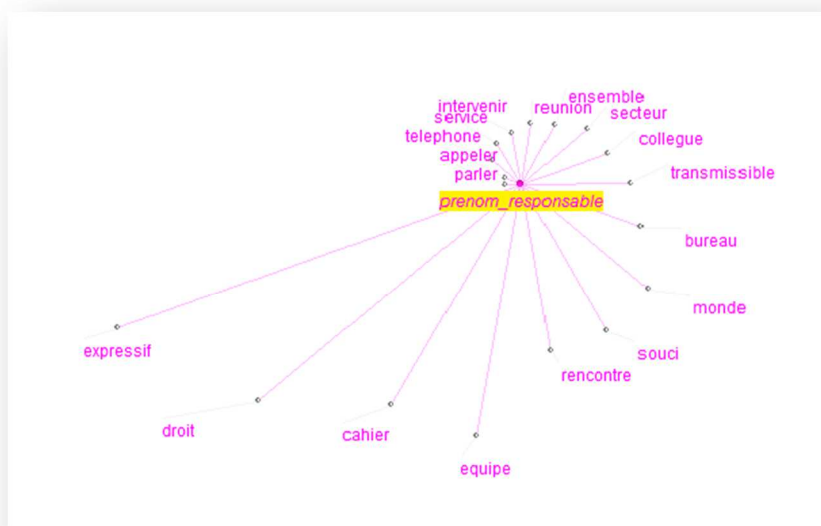 ensemble
intervenir
reunion
service
secteur
telephone
collegue
appeler
parler
transmissible
prenom_responsable
bureau
monde
expressif
souci
rencontre
droit
cahier
equipe